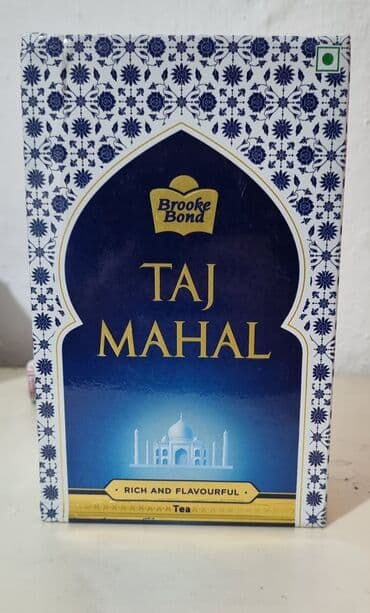 Brooke
Bond
TAJ
MAHAL
RICH AND FLAVOURFUL
Tea